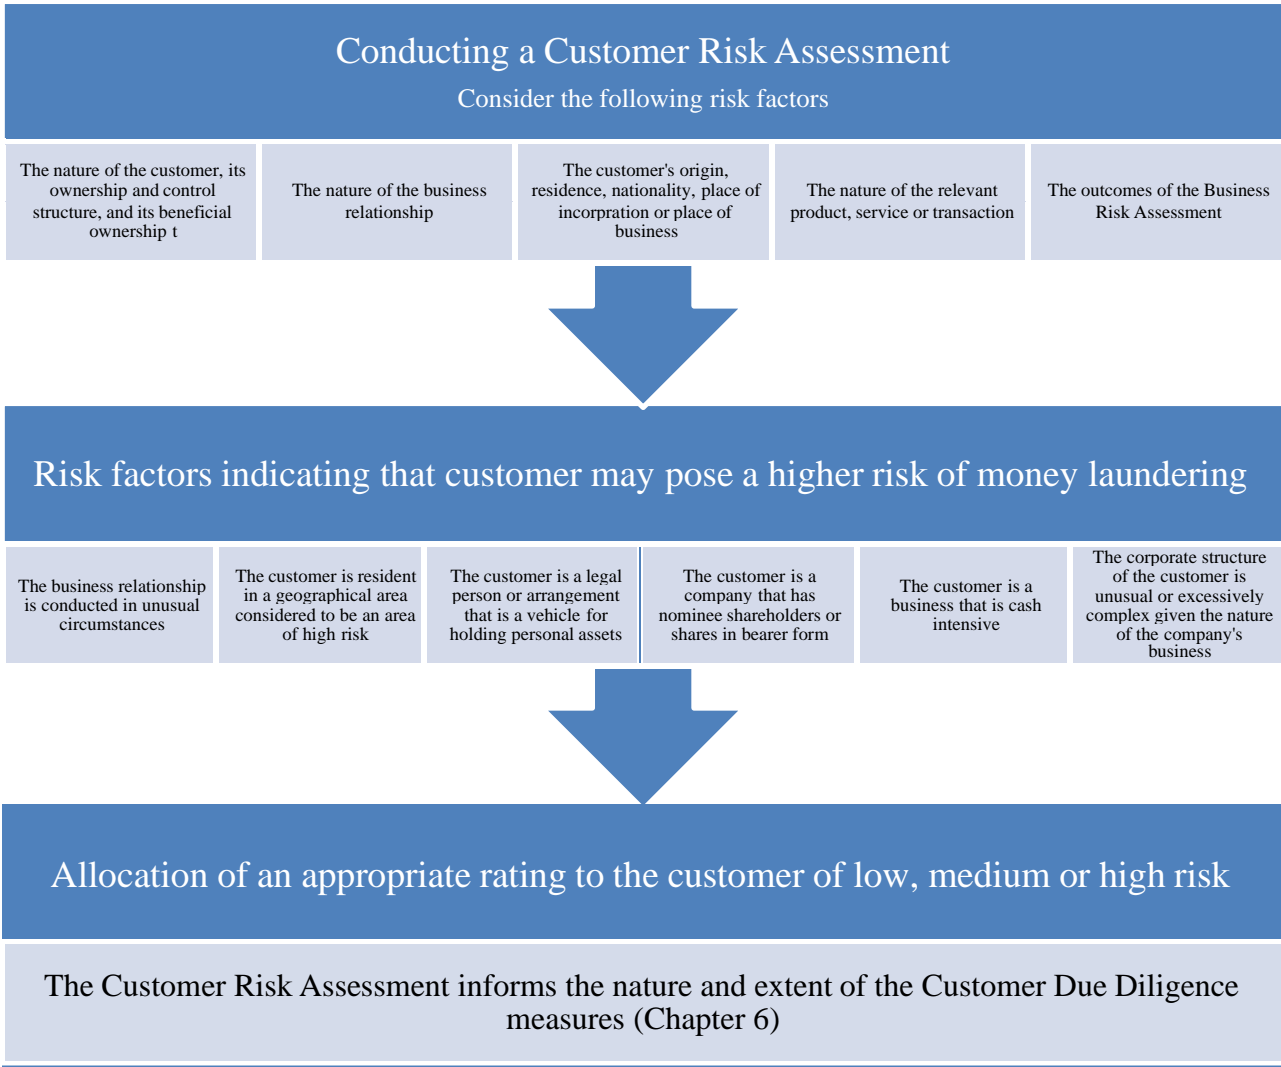 Conducting a Customer Risk Assessment
Consider the following risk factors
The nature of the customer, its
ownership and control
structure, and its beneficial
ownership t
The nature of the business
relationship
The customer's origin,
residence, nationality, place of
incorpration or place of
business
The nature of the relevant
product, service or transaction
The outcomes of the Business
Risk Assessment
Risk factors indicating that customer may pose a higher risk of money laundering
The business relationship
is conducted in unusual
circumstances
The customer is resident
in a geographical area
considered to be an area
of high risk
The customer is a legal
person or arrangement
that is a vehicle for
holding personal assets
The customer is a
company that has
nominee shareholders or
shares in bearer form
The customer is a
business that is cash
intensive
The corporate structure
of the customer is
unusual or excessively
complex given the nature
of the company's
business
Allocation of an appropriate rating to the customer of low, medium or high risk
The Customer Risk Assessment informs the nature and extent of the Customer Due Diligence
measures (Chapter 6)